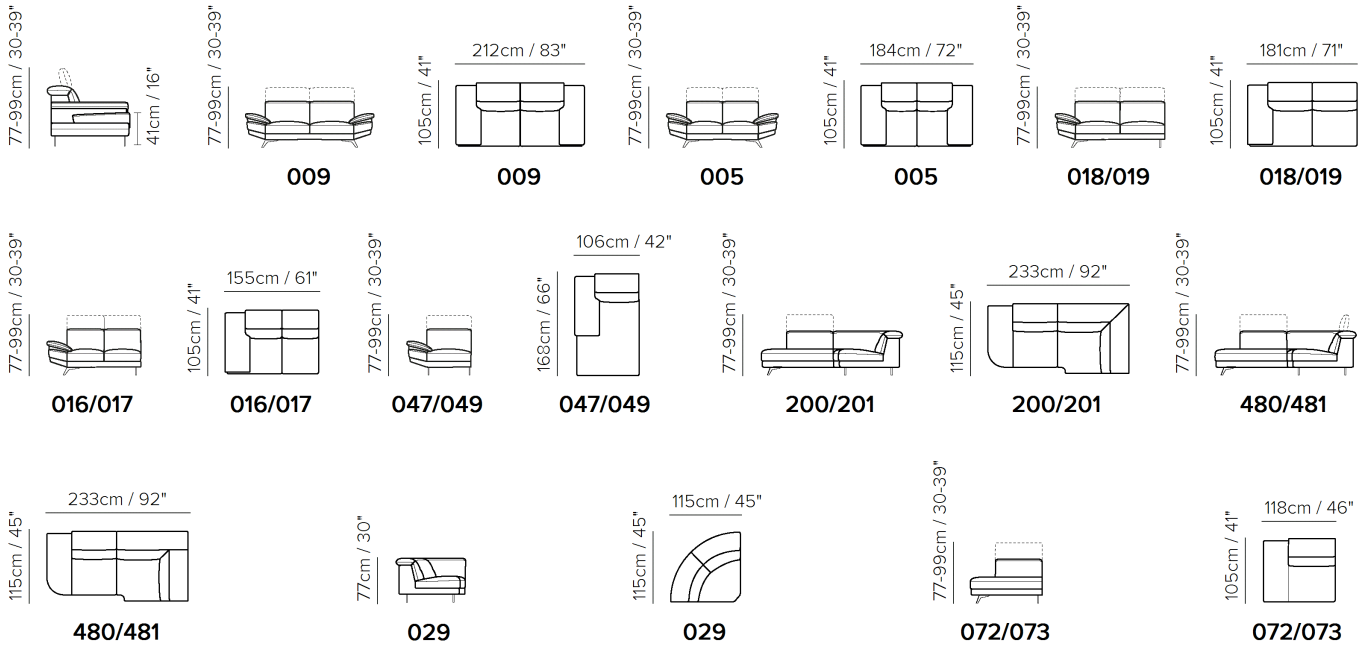 77-99cm / 30-39"
41cm / 16"
77-99cm / 30-39"
009
212cm / 83"
105cm / 41"
009
77-99cm / 30-39"
005
184cm / 72"
105cm / 41"
005
77-99cm / 30-39"
018/019
181cm / 71"
105cm / 41"
018/019
77-99cm / 30-39"
016/017
155cm / 61"
105cm / 41"
016/017
77-99cm / 30-39"
047/049
106cm / 42"
168cm / 66"
047/049
77-99cm / 30-39"
200/201
233cm / 92"
115cm / 45"
200/201
77-99cm / 30-39"
480/481
233cm / 92"
115cm / 45"
480/481
77cm / 30"
029
115cm / 45"
115cm / 45"
029
77-99cm / 30-39"
072/073
118cm / 46"
105cm / 41"
072/073